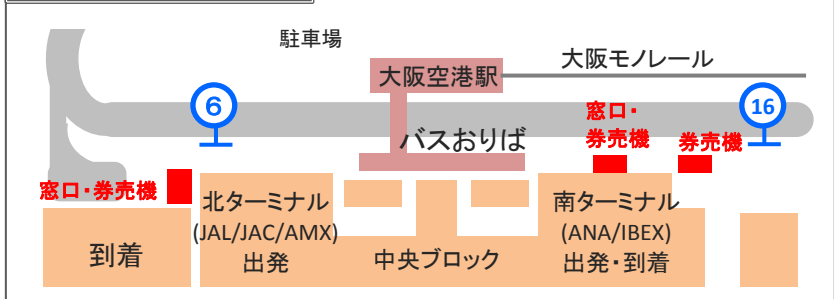 駐車場
大阪空港駅
大阪モノレール
6
窓口・
券売機
16
券売機
バスおりば
窓口・券売機
北ターミナル
(JAL/JAC/AMX)
出発
南ターミナル
(ANA/IBEX)
出発・到着
到着
中央ブロック